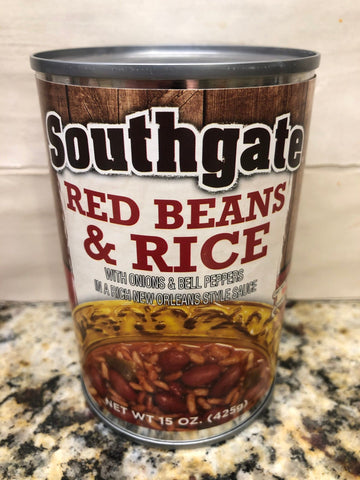 Southgate
RED BEANS
& RICE
WITH ONIONS & BELL PEPPERS
IN A RICH NEW ORLEANS STYLE SAUCE
NET WT 15 OZ. (425g)